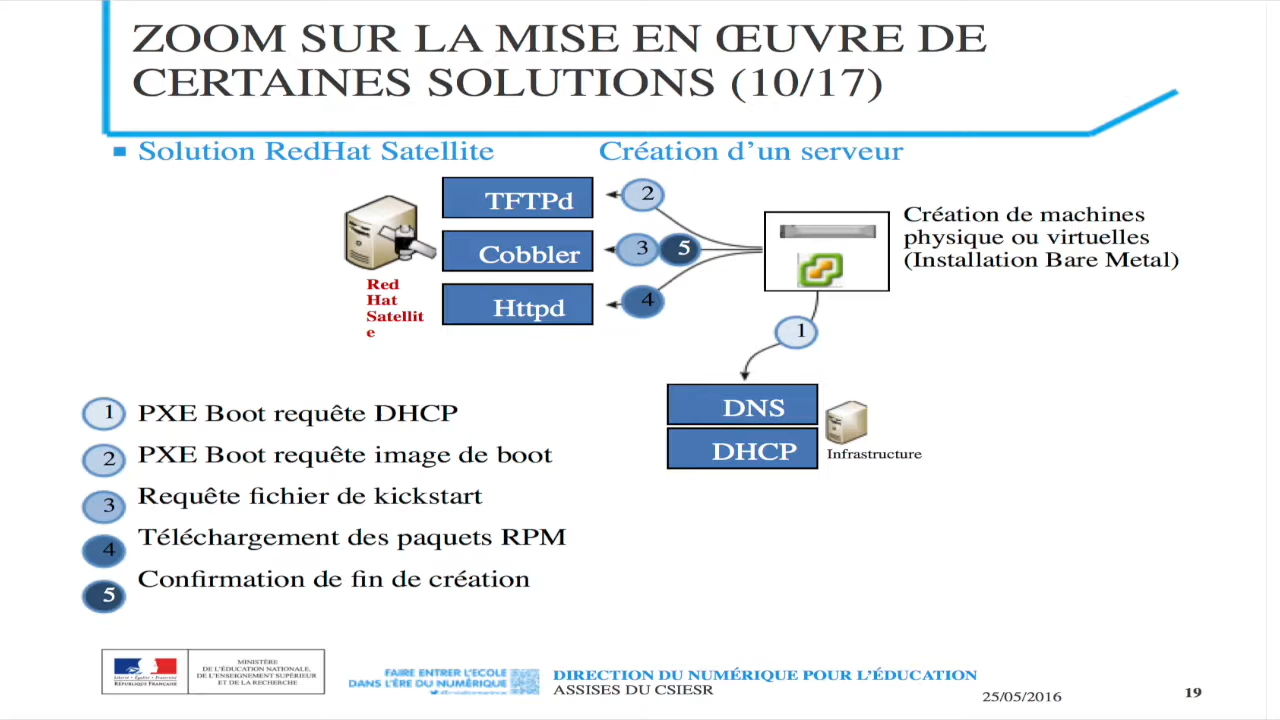 ZOOM SUR LA MISE EN ŒUVRE DE
CERTAINES SOLUTIONS (10/17)
Solution RedHat Satellite
Création d’un serveur
TFTPd
2
Cobbler
3
5
Httpd
4
Red
Hat
Satellit
e
Création de machines
physique ou virtuelles
(Installation Bare Metal)
1
DNS
DHCP
Infrastructure
1 PXE Boot requête DHCP
2 PXE Boot requête image de boot
3 Requête fichier de kickstart
4 Téléchargement des paquets RPM
5 Confirmation de fin de création
Liberté • Égalité • Fraternité
RÉPUBLIQUE FRANÇAISE
MINISTÈRE
DE L’ÉDUCATION NATIONALE,
DE L’ENSEIGNEMENT SUPÉRIEUR
ET DE LA RECHERCHE
FAIRE ENTRER L’ECOLE
DANS L’ÈRE DU NUMÉRIQUE
DIRECTION DU NUMÉRIQUE POUR L’ÉDUCATION
ASSISES DU CSIESR
25/05/2016
19